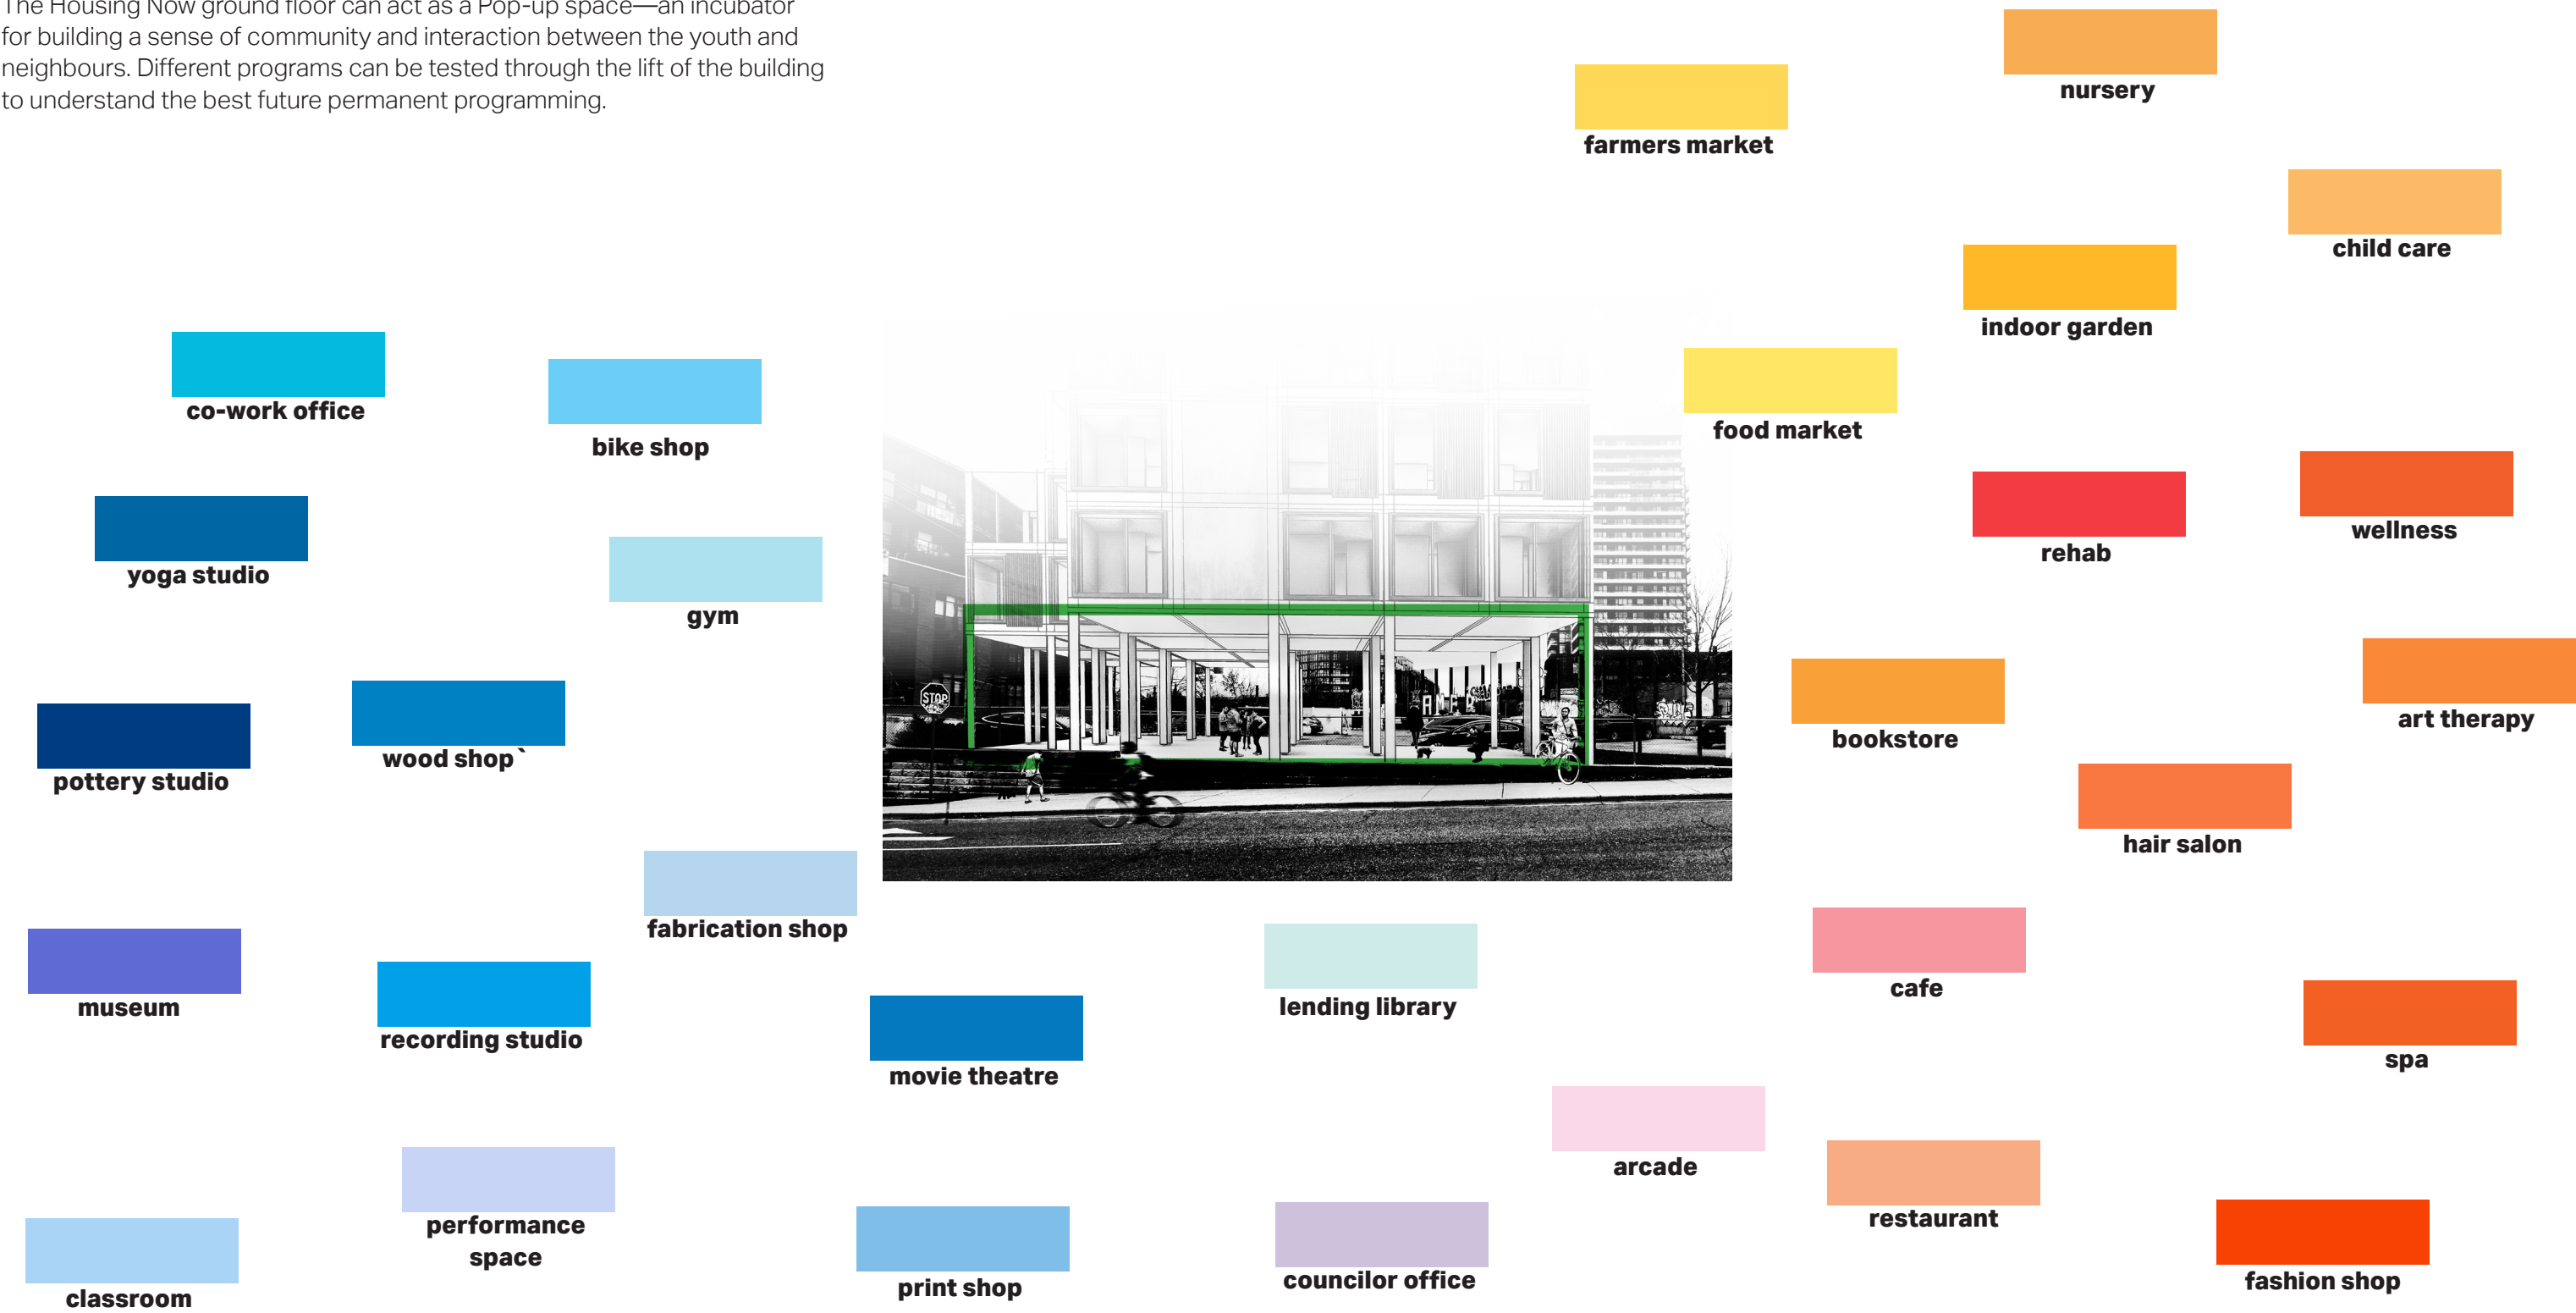 The Housing Now ground floor can act as a Pop-up space—an incubator
for building a sense of community and interaction between the youth and
neighbours. Different programs can be tested through the lift of the building
to understand the best future permanent programming.
nursery
farmers market
child care
indoor garden
co-work office
bike shop
food market
wellness
rehab
yoga studio
gym
STOP
art therapy
bookstore
wood shop`
pottery studio
hair salon
fabrication shop
cafe
lending library
museum
recording studio
spa
movie theatre
arcade
restaurant
performance
space
councilor office
fashion shop
print shop
classroom